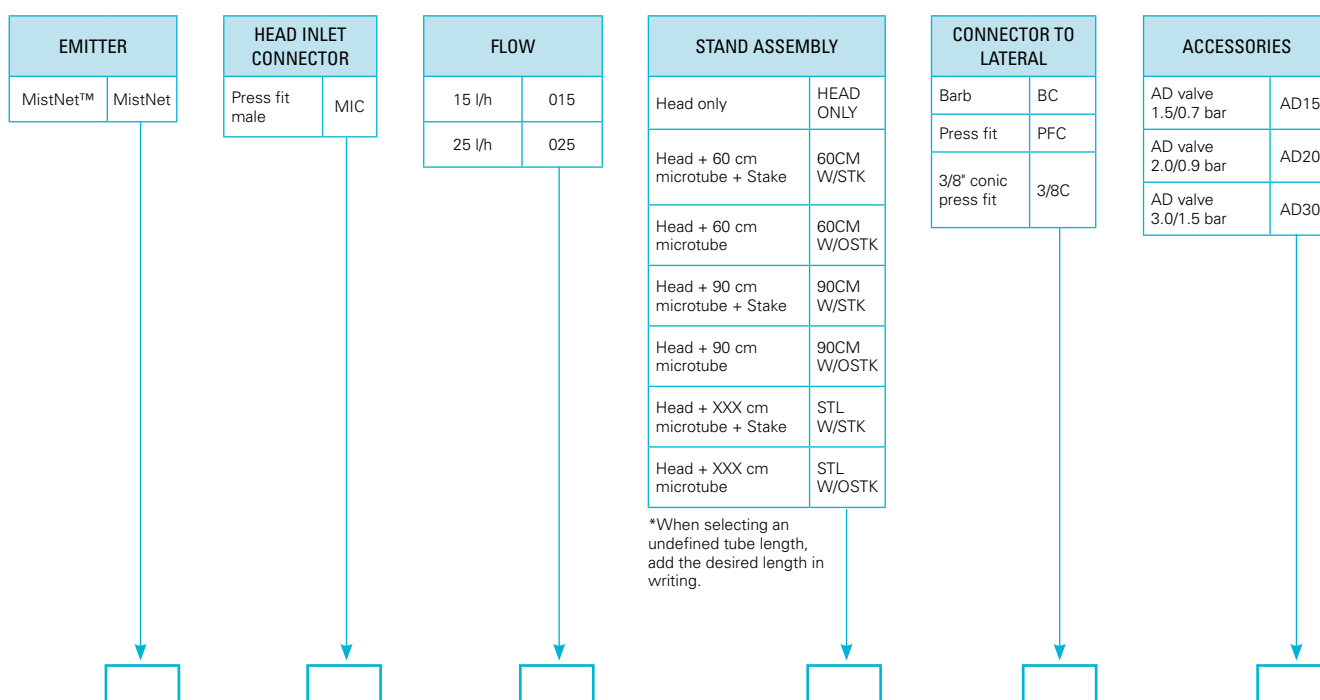 EMITTER
MistNet™ MistNet
HEAD INLET
CONNECTOR
Press fit
male
MIC
FLOW
15 l/h 015
25 l/h 025
STAND ASSEMBLY
Head only
HEAD
ONLY
Head + 60 cm
microtube + Stake
60CM
W/STK
Head + 60 cm
microtube
60CM
W/OSTK
Head + 90 cm
microtube + Stake
90CM
W/STK
Head + 90 cm
microtube
90CM
W/OSTK
Head + XXX cm
microtube + Stake
STL
W/STK
Head + XXX cm
microtube
STL
W/OSTK
*When selecting an
undefined tube length,
add the desired length in
writing.
CONNECTOR TO
LATERAL
Barb BC
Press fit PFC
3/8" conic
press fit
3/8C
ACCESSORIES
AD valve
1.5/0.7 bar
AD15
AD valve
2.0/0.9 bar
AD20
AD valve
3.0/1.5 bar
AD30